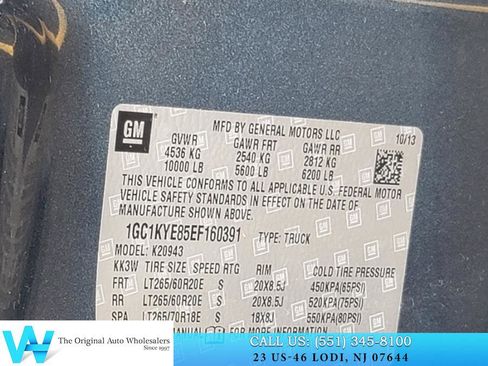 GM
MFD BY GENERAL MOTORS LLC
10/13
GVWR GAWR FRT GAWR RR
4536 KG 2540 KG 2812 KG
10000 LB 5600 LB 6200 LB
THIS VEHICLE CONFORMS TO ALL APPLICABLE U.S. FEDERAL MOTOR
VEHICLE SAFETY STANDARDS IN EFFECT ON THE DATE OF
MANUFACTURE SHOWN ABOVE.
1GC1KYE85EF160391 TYPE: TRUCK
MODEL: K20943
KK3W TIRE SIZE SPEED RTG RIM COLD TIRE PRESSURE
FRT LT265/60R20E S 20X8.5J 450KPA(65PSI)
RR LT265/60R20E S 20X8.5J 520KPA(75PSI)
SPA LT265/70R18E S 18X8J 550KPA(80PSI)
MANUAL
The Original Auto Wholesalers
Since 1997
CALL US: (551) 345-8100
23 US-46 LODI, NJ 07644